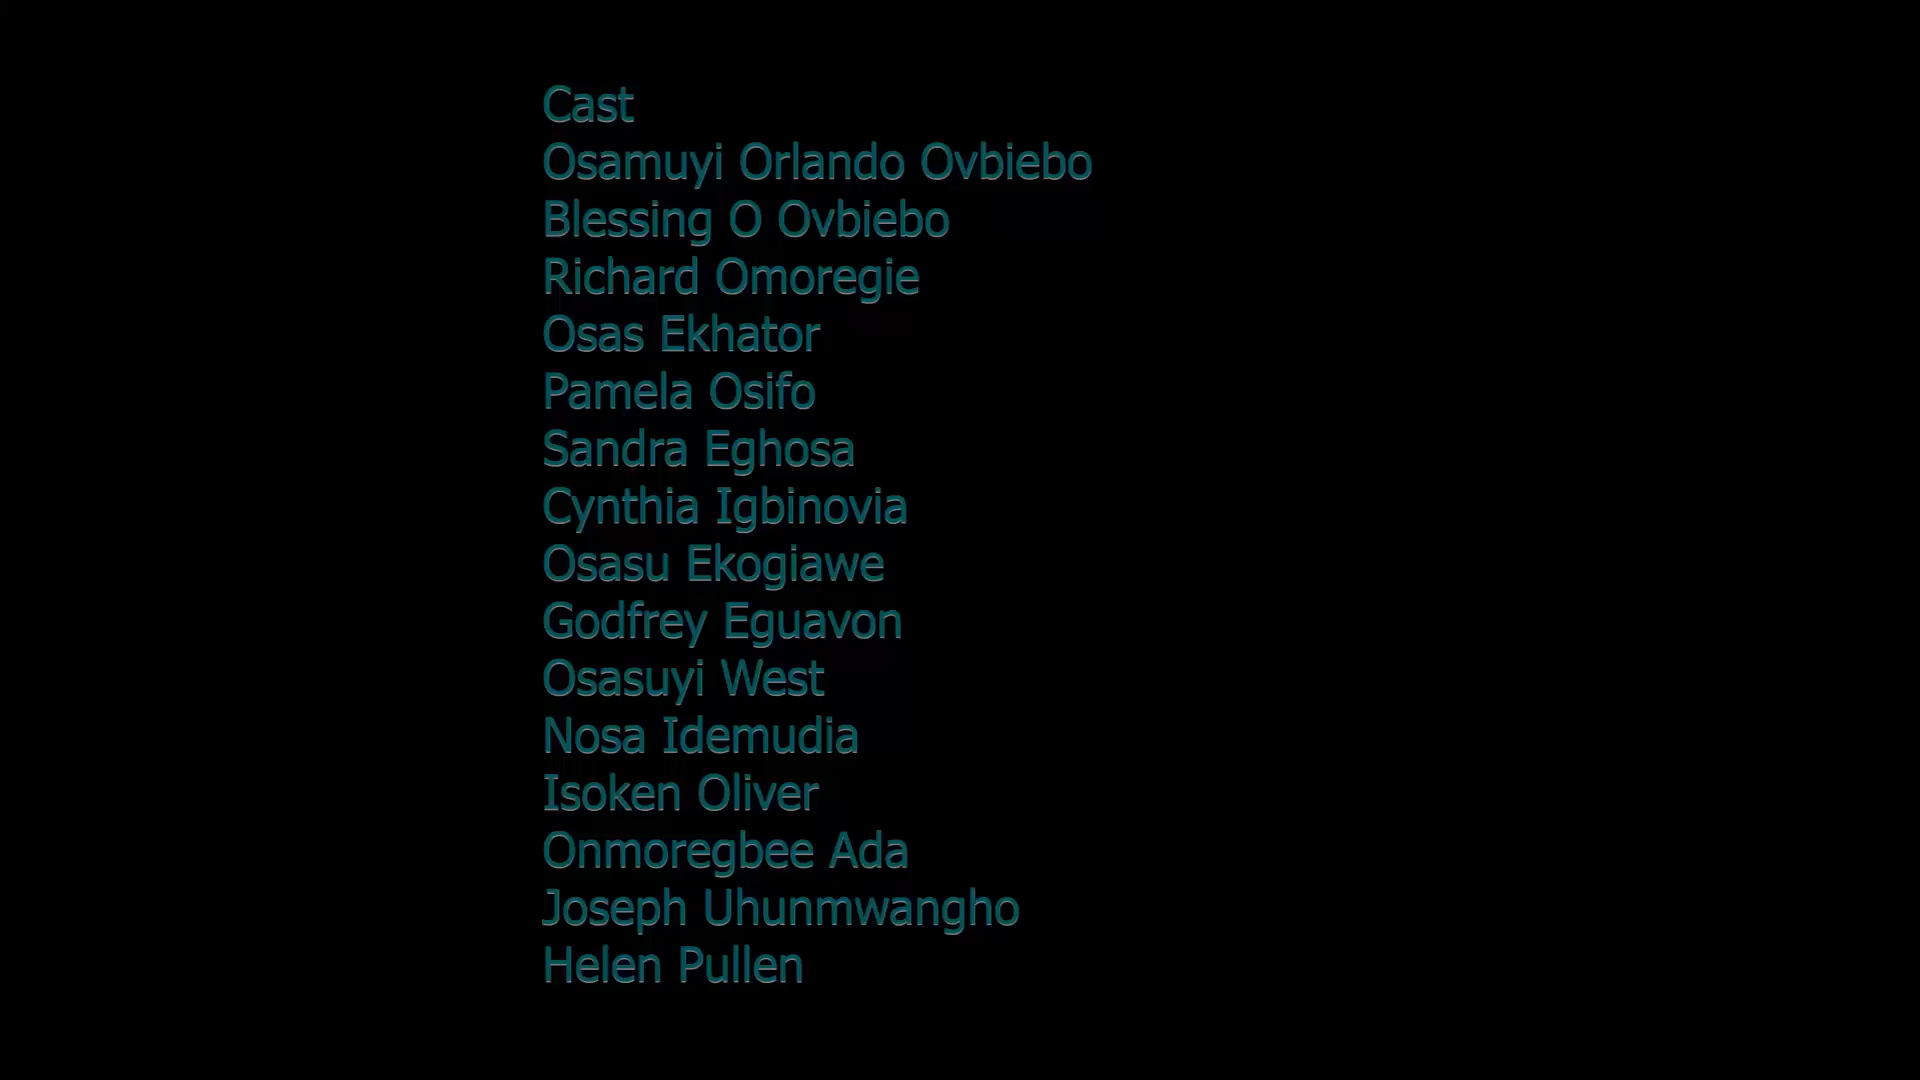 Cast
Osamuyi Orlando Ovbiebo
Blessing O Ovbiebo
Richard Omoregie
Osas Ekhator
Pamela Osifo
Sandra Eghosa
Cynthia Igbinovia
Osasu Ekogiawe
Godfrey Eguavon
Osasuyi West
Nosa Idemudia
Isoken Oliver
Onmoregbee Ada
Joseph Uhunmwangho
Helen Pullen